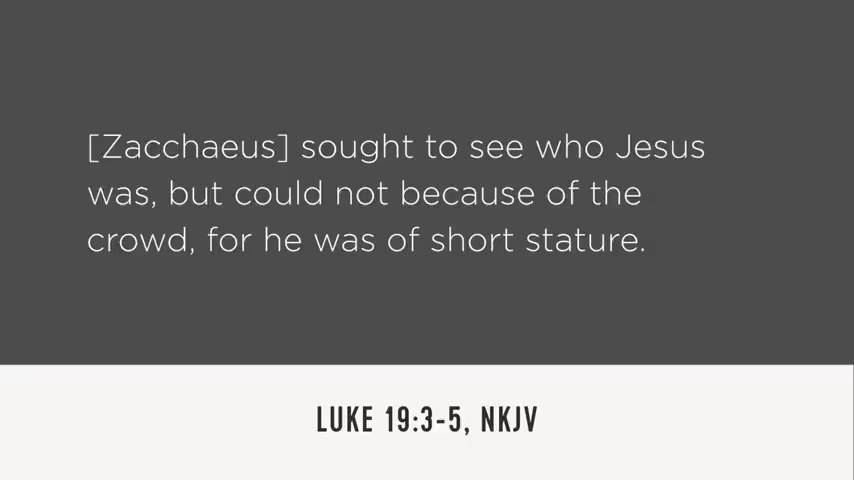 [Zacchaeus] sought to see who Jesus
was, but could not because of the
crowd, for he was of short stature.
LUKE 19:3-5, NKJV